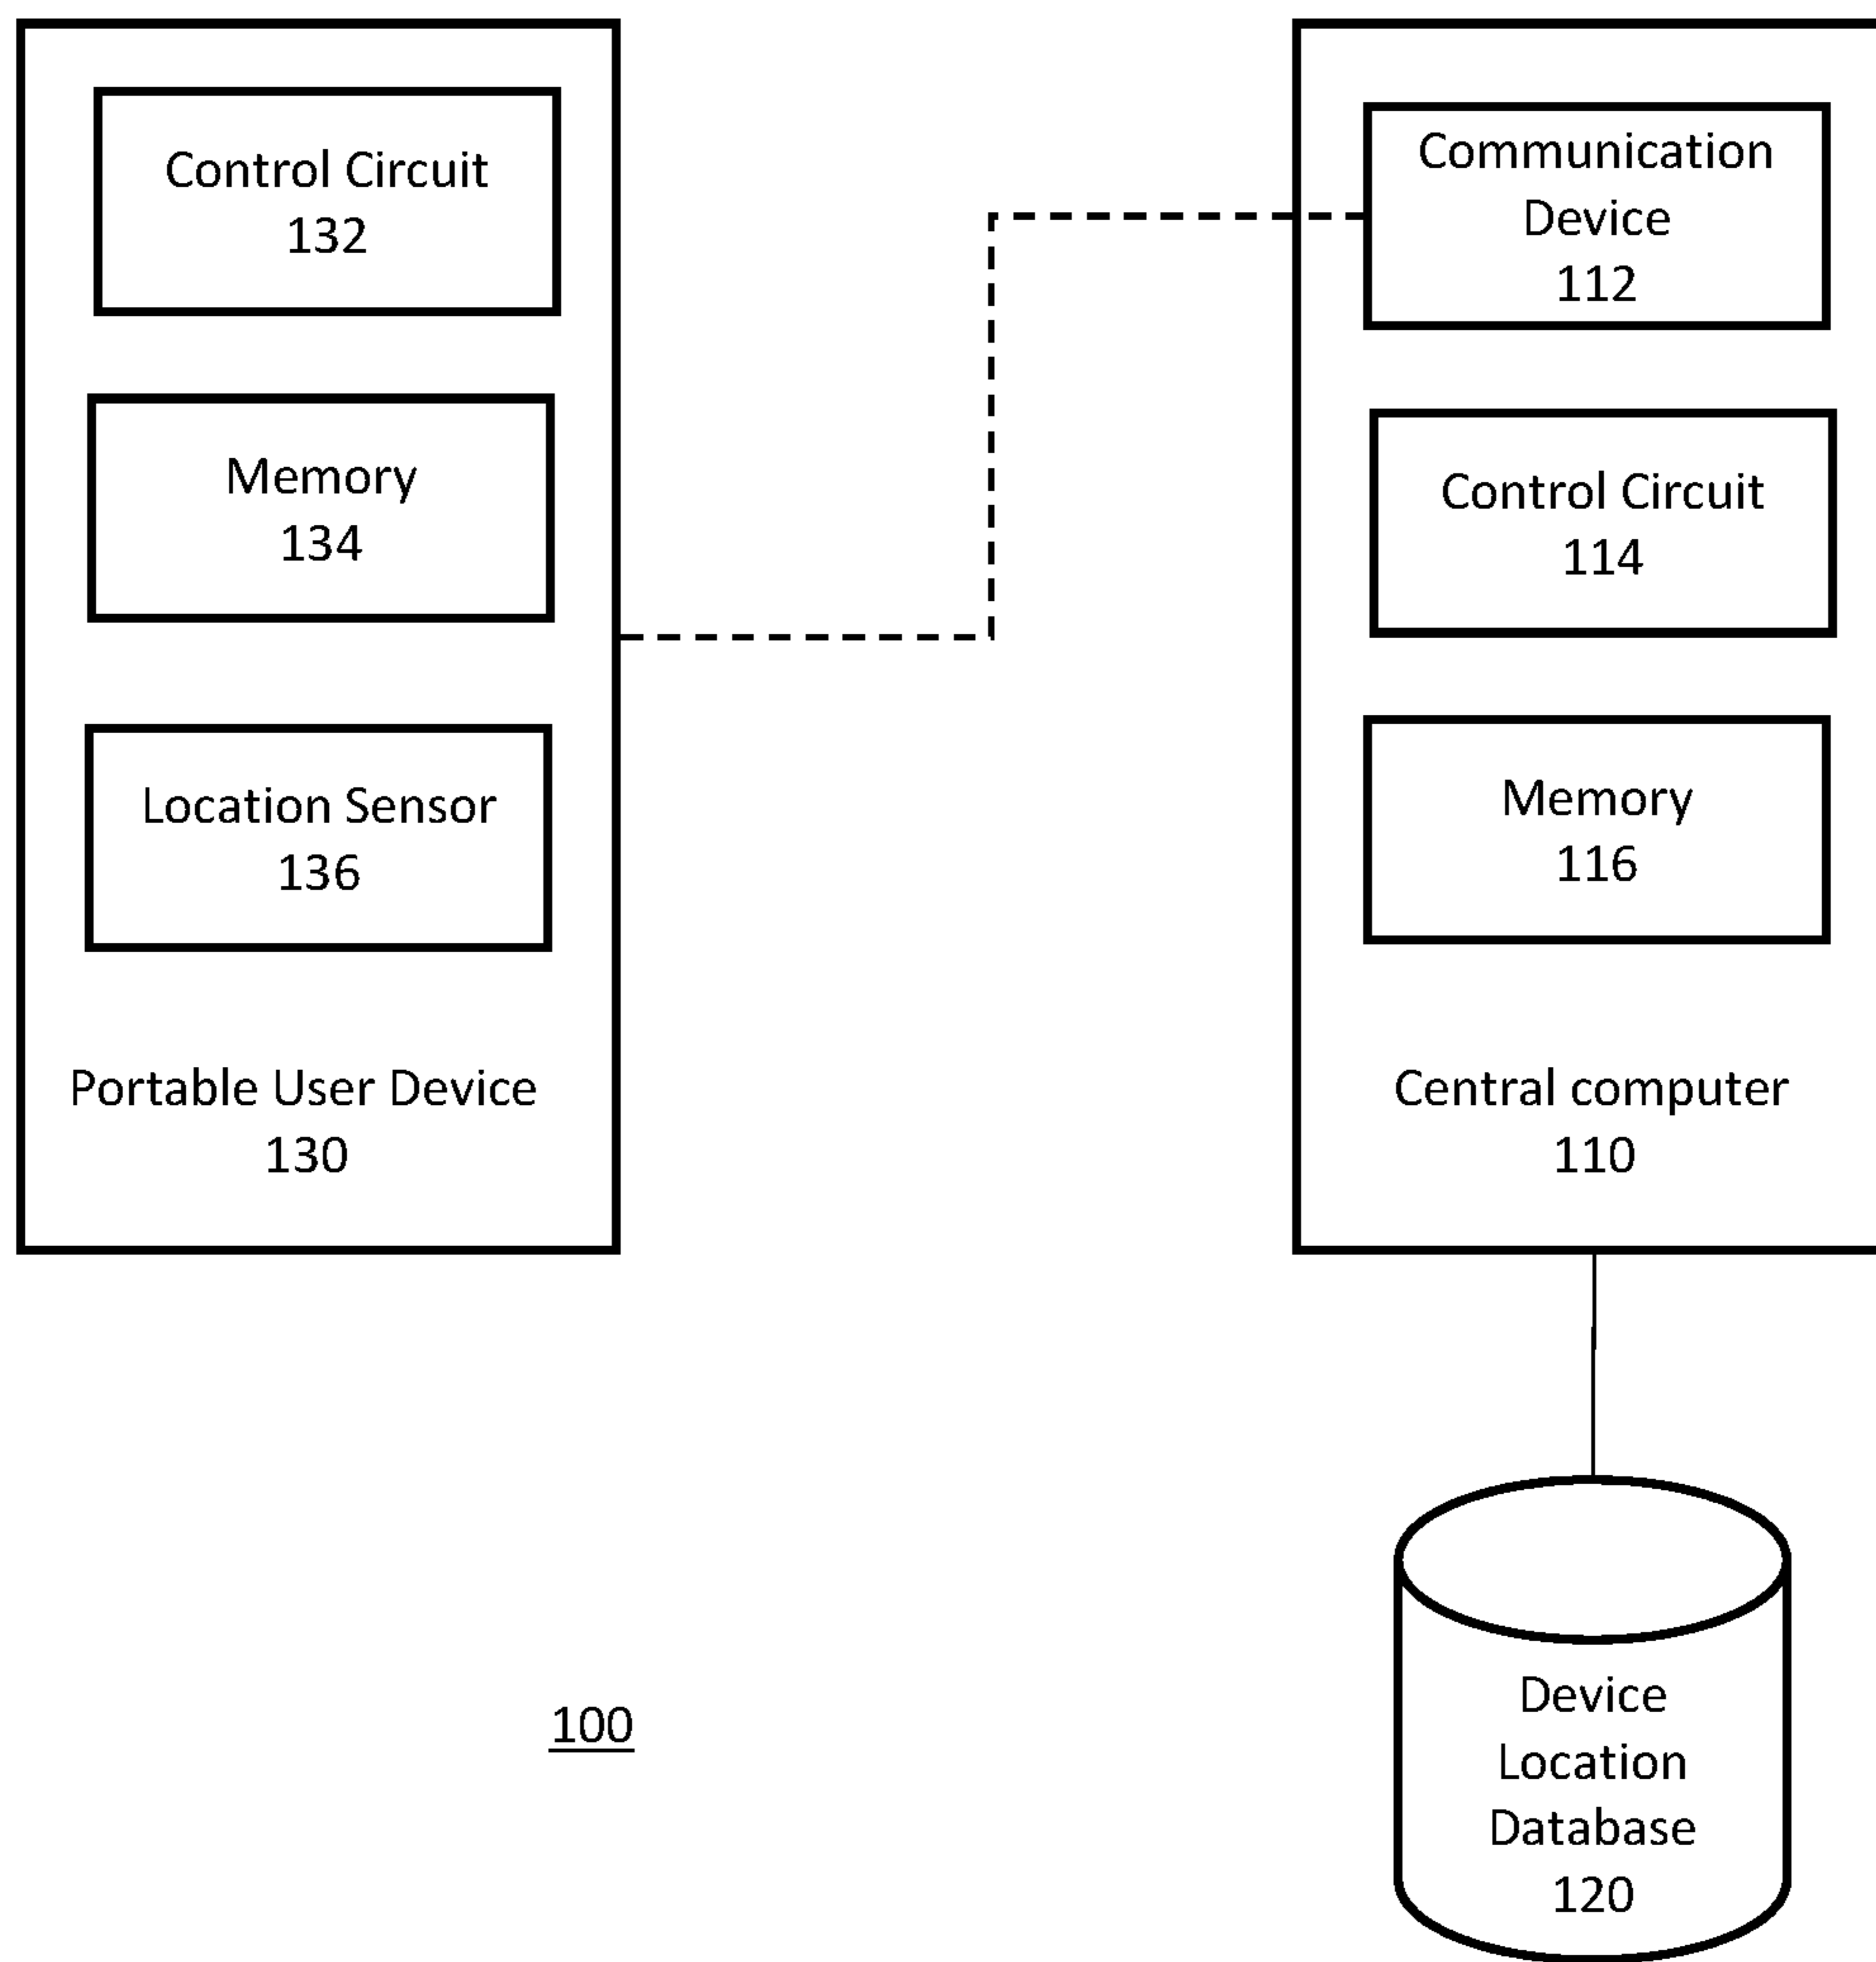 Control Circuit
132
Memory
134
Location Sensor
136
Portable User Device
130
Communication
Device
112
Control Circuit
114
Memory
116
Central computer
110
Device
Location
Database
120
100